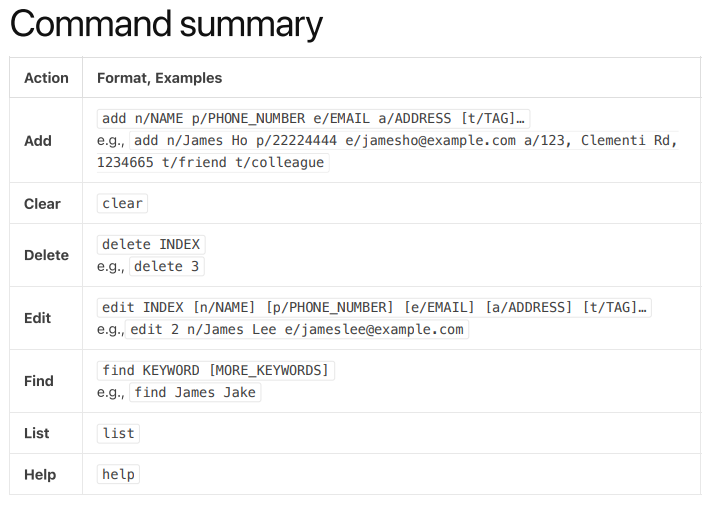 Command summary
Action Format, Examples
Add
add n/NAME p/PHONE_NUMBER e/EMAIL a/ADDRESS [t/TAG]…
e.g., add n/James Ho p/22224444 e/jamesho@example.com a/123, Clementi Rd,
1234665 t/friend t/colleague
Clear
clear
Delete
delete INDEX
e.g., delete 3
Edit
edit INDEX [n/NAME] [p/PHONE_NUMBER] [e/EMAIL] [a/ADDRESS] [t/TAG]…
e.g., edit 2 n/James Lee e/jameslee@example.com
Find
find KEYWORD [MORE_KEYWORDS]
e.g., find James Jake
List
list
Help
help